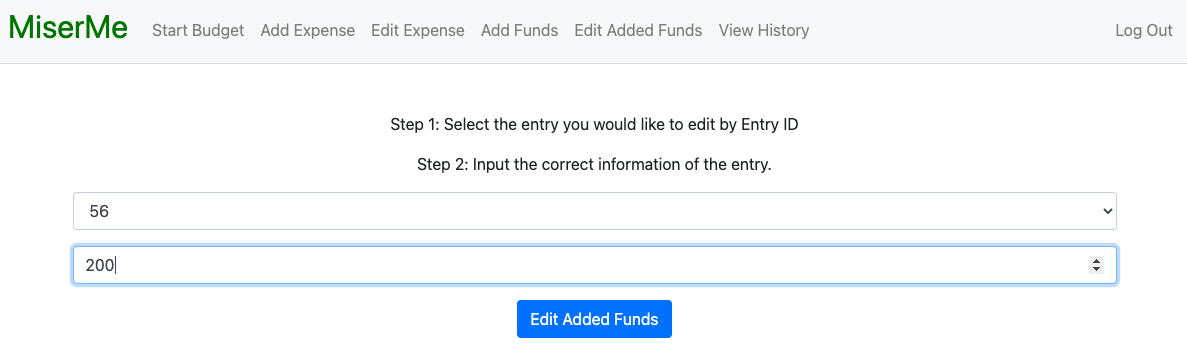 MiserMe Start Budget Add Expense Edit Expense Add Funds Edit Added Funds View History Log Out
Step 1: Select the entry you would like to edit by Entry ID
Step 2: Input the correct information of the entry.
56
200
Edit Added Funds